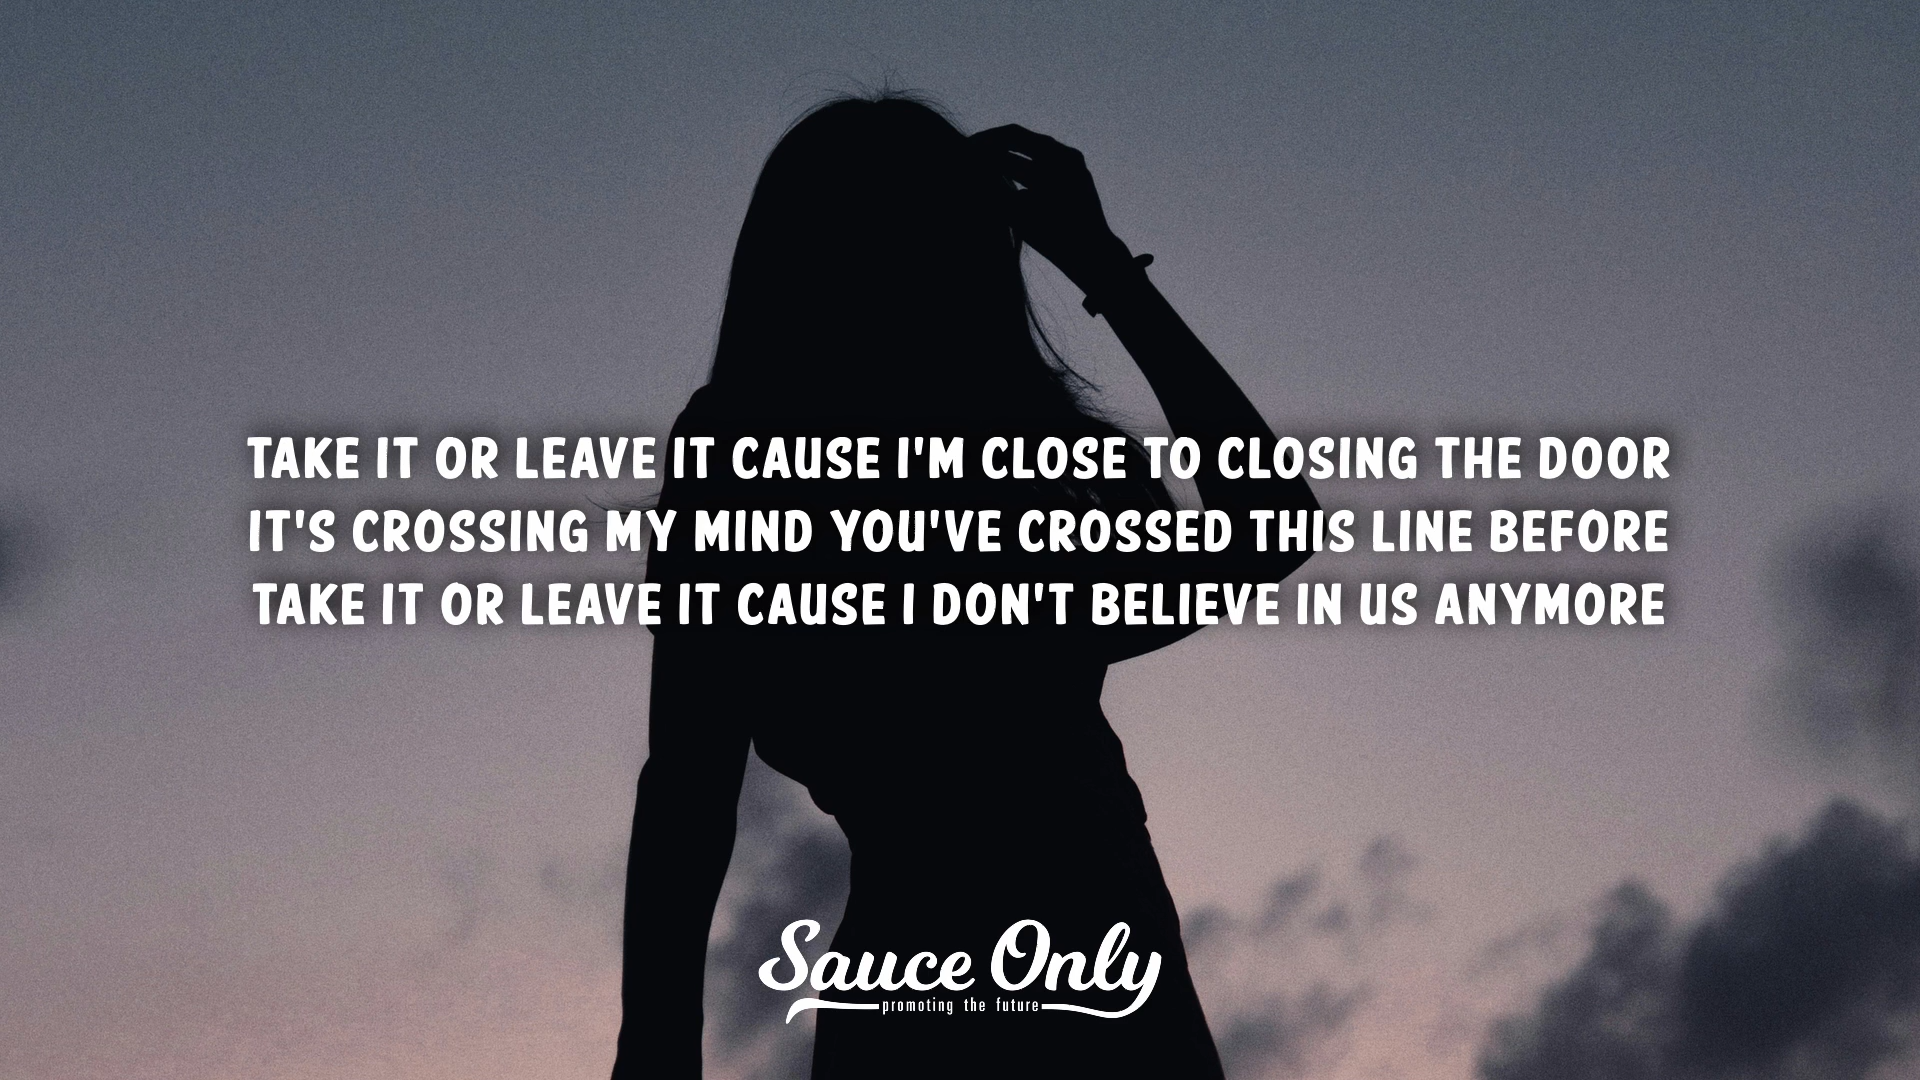 TAKE IT OR LEAVE IT CAUSE I'M CLOSE TO CLOSING THE DOOR
IT'S CROSSING MY MIND YOU'VE CROSSED THIS LINE BEFORE
TAKE IT OR LEAVE IT CAUSE I DON'T BELIEVE IN US ANYMORE
Sauce Only
promoting the future